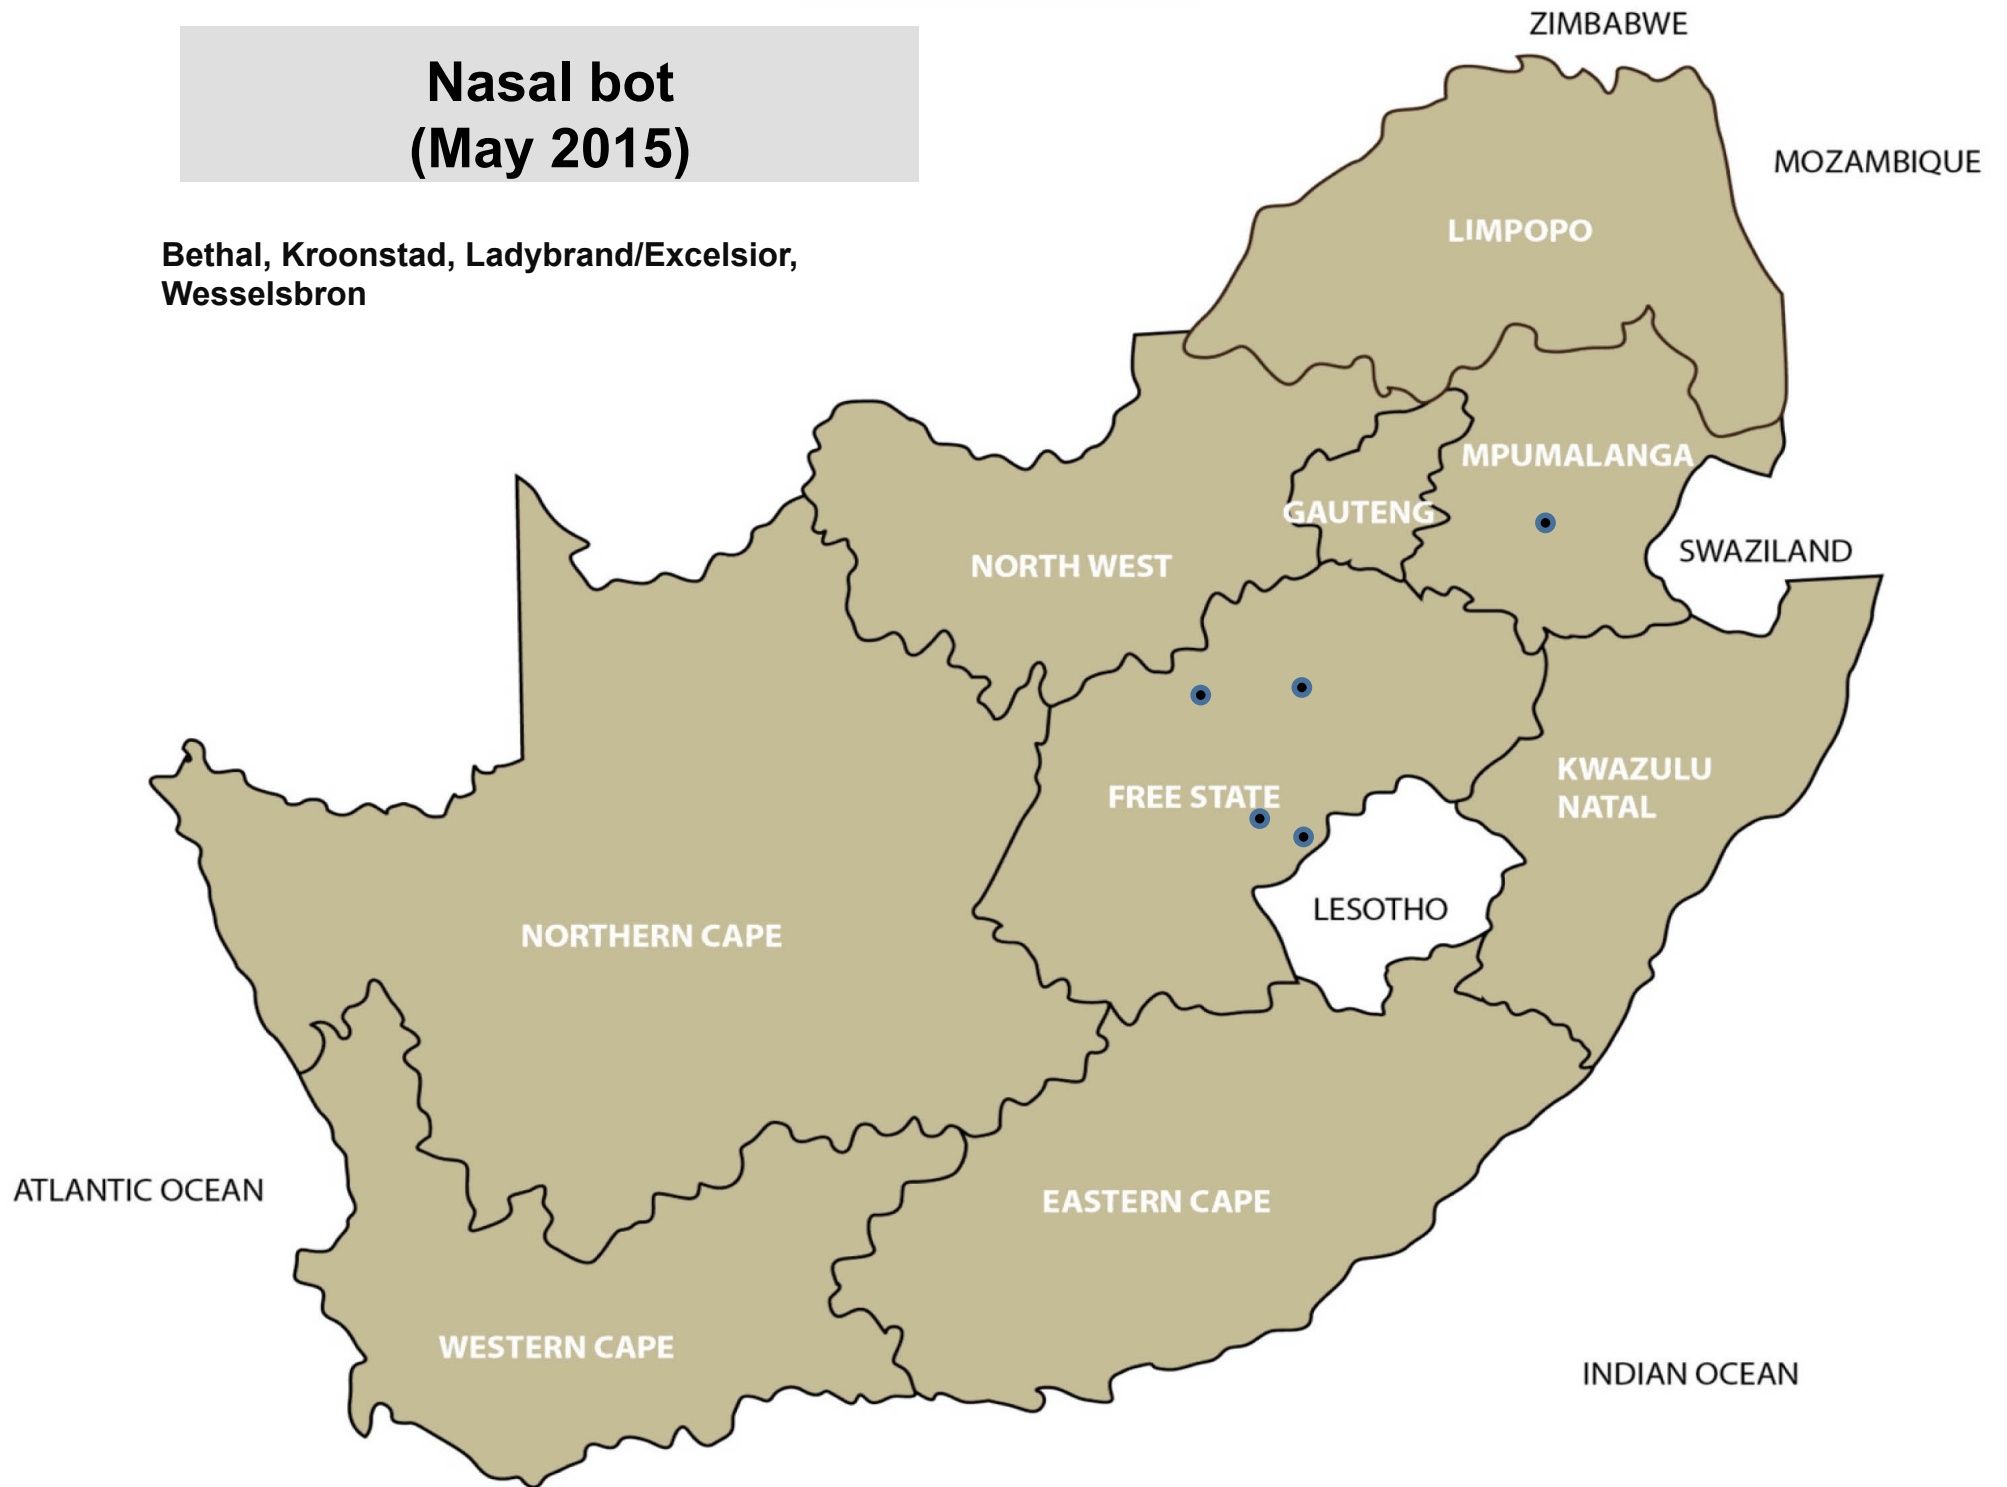 Nasal bot
(May 2015)
Bethal, Kroonstad, Ladybrand/Excelsior,
Wesselsbron
ZIMBABWE
MOZAMBIQUE
LIMPOPO
MPUMALANGA
GAUTENG
SWAZILAND
NORTH WEST
KWAZULU
NATAL
FREE STATE
LESOTHO
NORTHERN CAPE
ATLANTIC OCEAN
EASTERN CAPE
WESTERN CAPE
INDIAN OCEAN